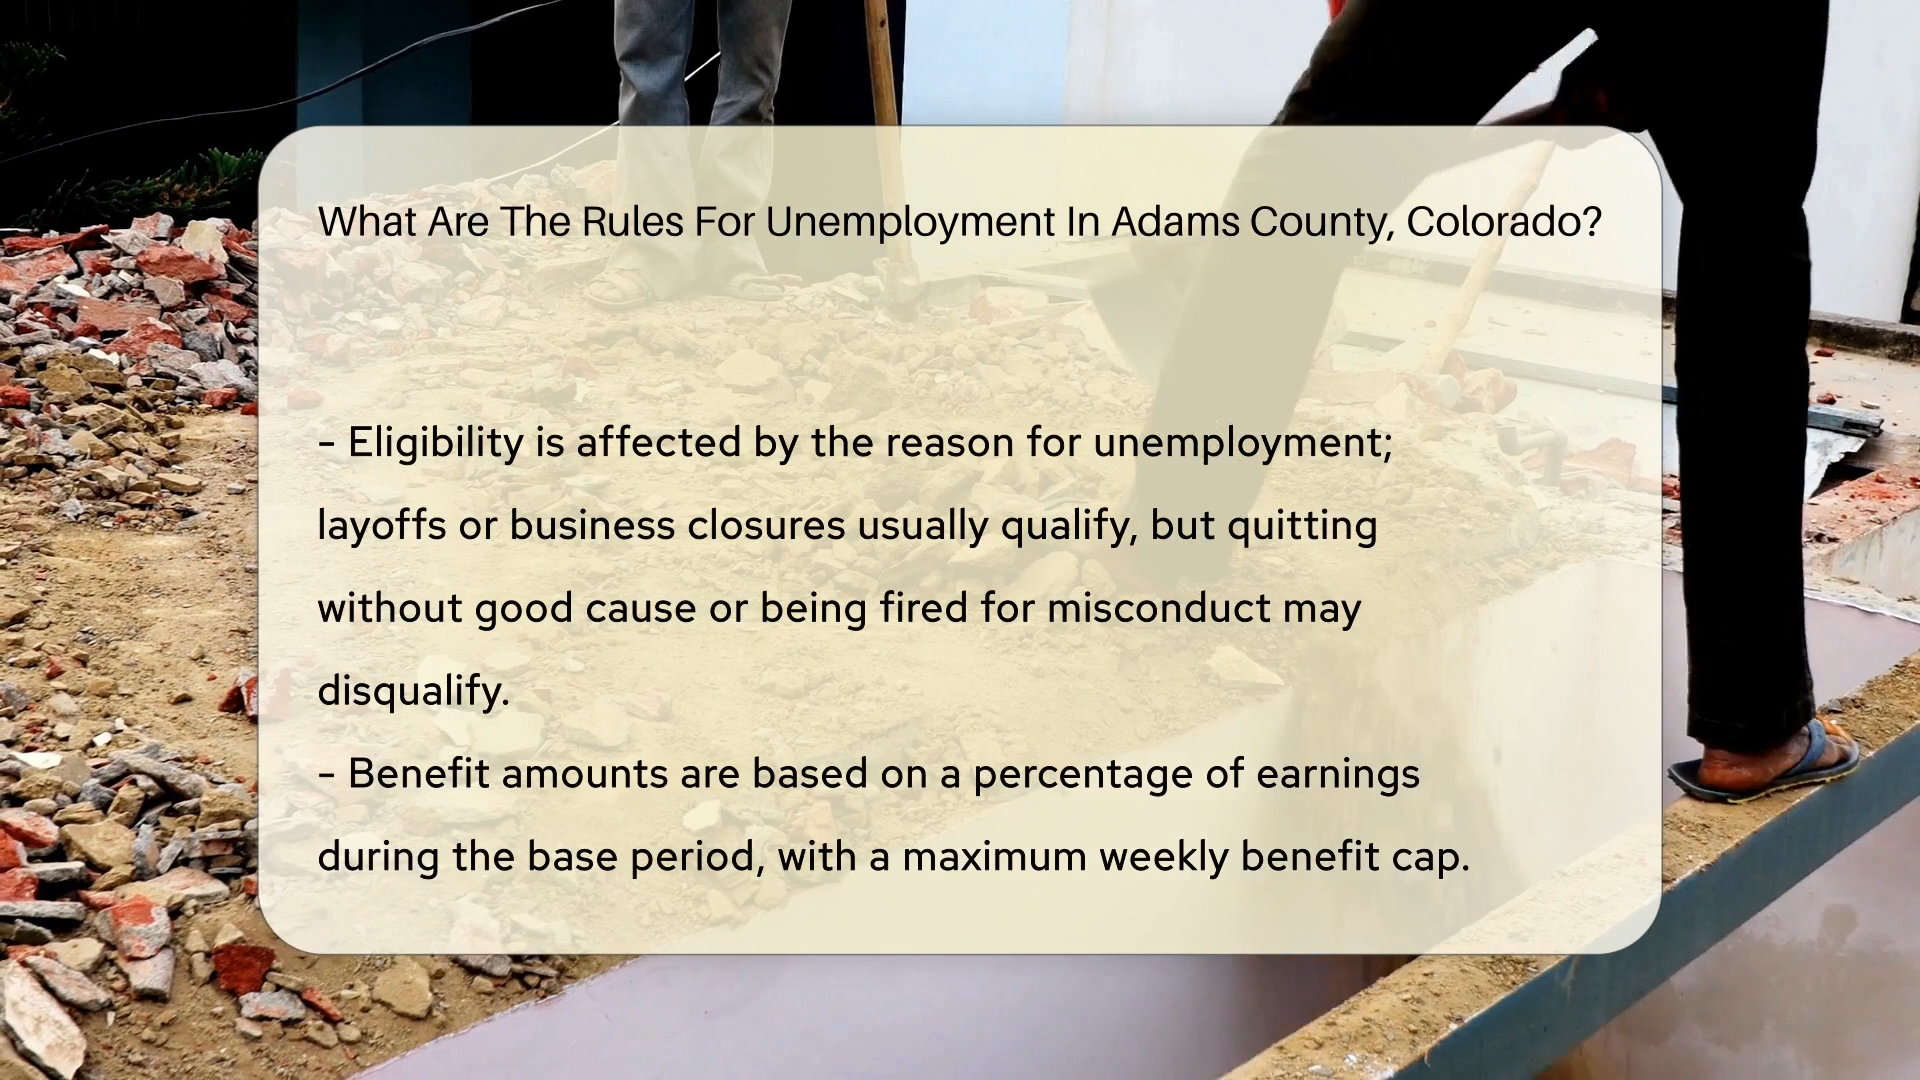 What Are The Rules For Unemployment In Adams County, Colorado?
– Eligibility is affected by the reason for unemployment;
layoffs or business closures usually qualify, but quitting
without good cause or being fired for misconduct may
disqualify.
– Benefit amounts are based on a percentage of earnings
during the base period, with a maximum weekly benefit cap.